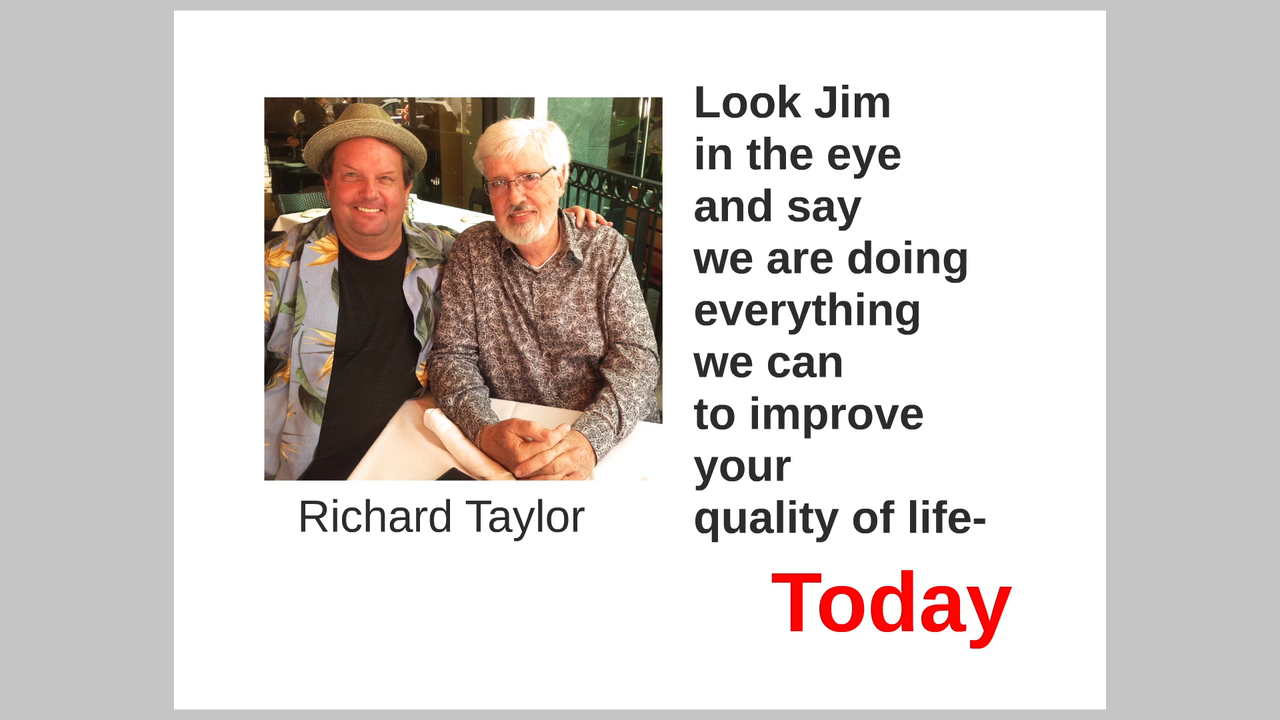 Look Jim
in the eye
and say
we are doing
everything
we can
to improve
your
quality of life-
Today
Richard Taylor